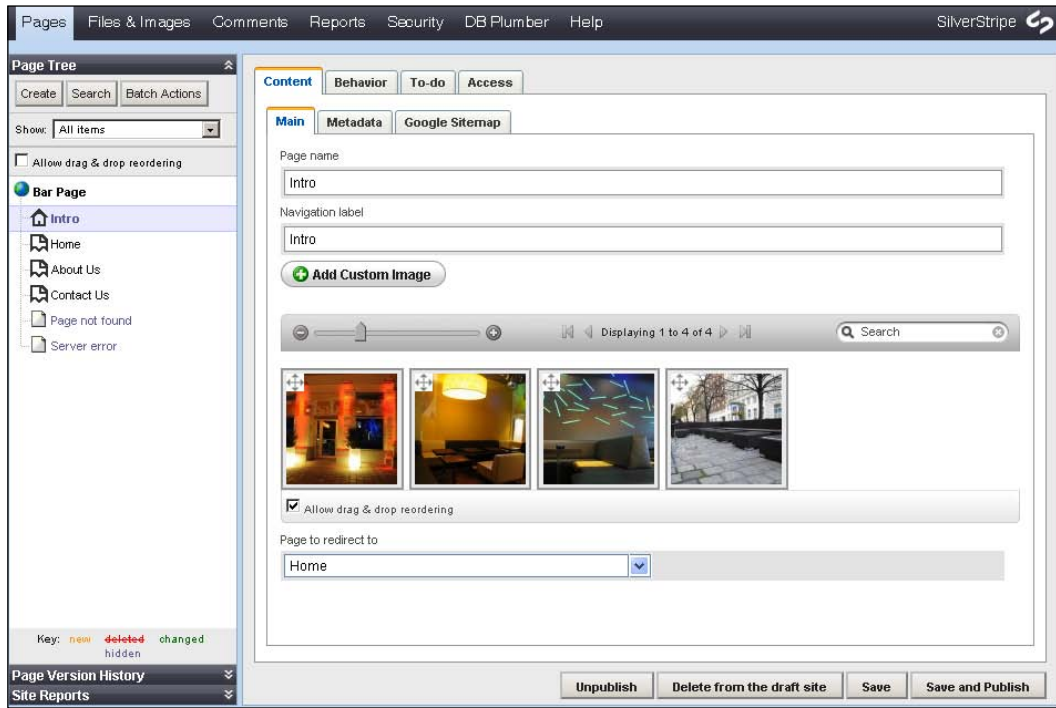 Pages Files & Images Comments Reports Security DB Plumber Help SilverStripe
Page Tree
Create Search Batch Actions
Show: All items
Allow drag & drop reordering
Bar Page
Intro
Home
About Us
Contact Us
Page not found
Server error
Key: new deleted changed
hidden
Page Version History
Site Reports
Content Behavior To-do Access
Main Metadata Google Sitemap
Page name
Intro
Navigation label
Intro
Add Custom Image
Displaying 1 to 4 of 4 Search
Allow drag & drop reordering
Page to redirect to
Home
Unpublish Delete from the draft site Save Save and Publish